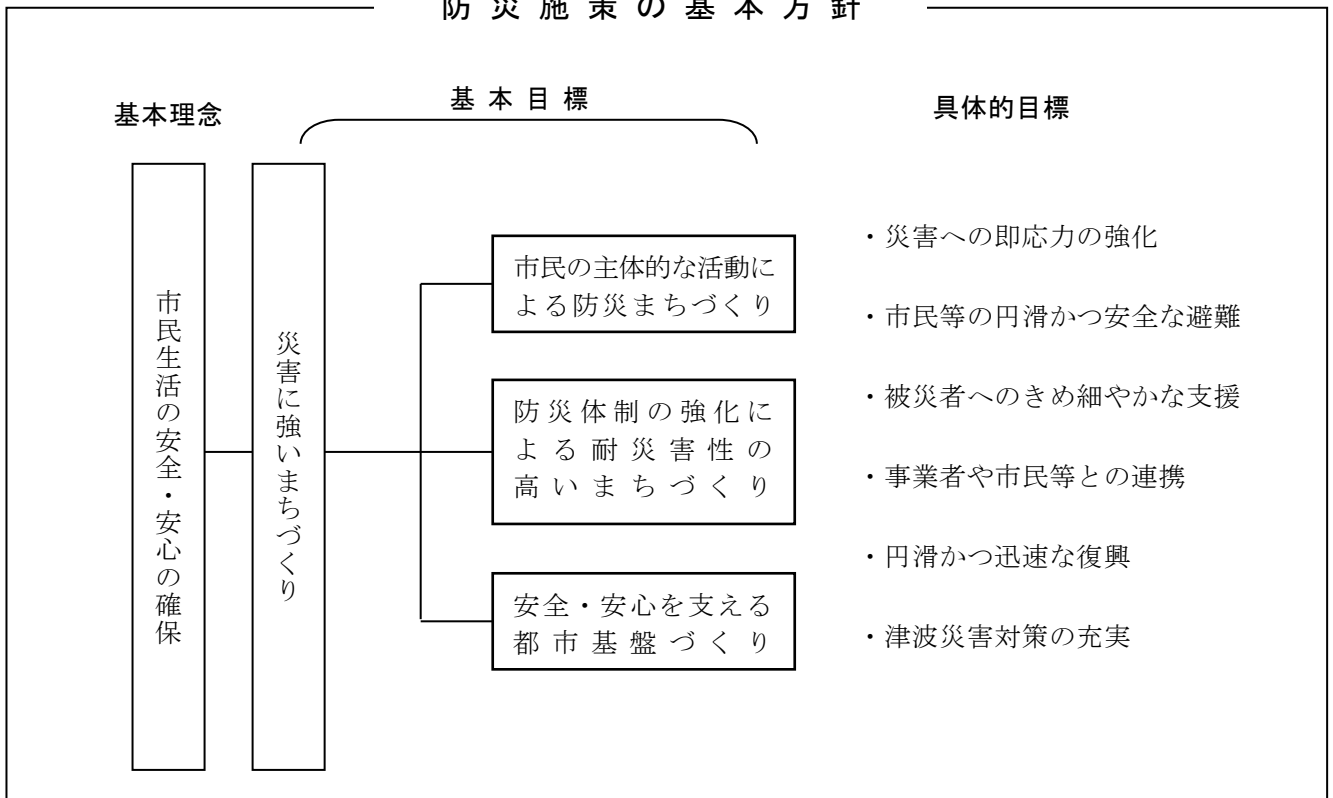 防災施策の基本方針
基本理念
基本目標
具体的目標
市民生活の安全・安心の確保
災害に強いまちづくり
市民の主体的な活動に
よる防災まちづくり
防災体制の強化に
よる耐災害性の
高いまちづくり
安全・安心を支える
都市基盤づくり
・災害への即応力の強化
・市民等の円滑かつ安全な避難
・被災者へのきめ細やかな支援
・事業者や市民等との連携
・円滑かつ迅速な復興
・津波災害対策の充実